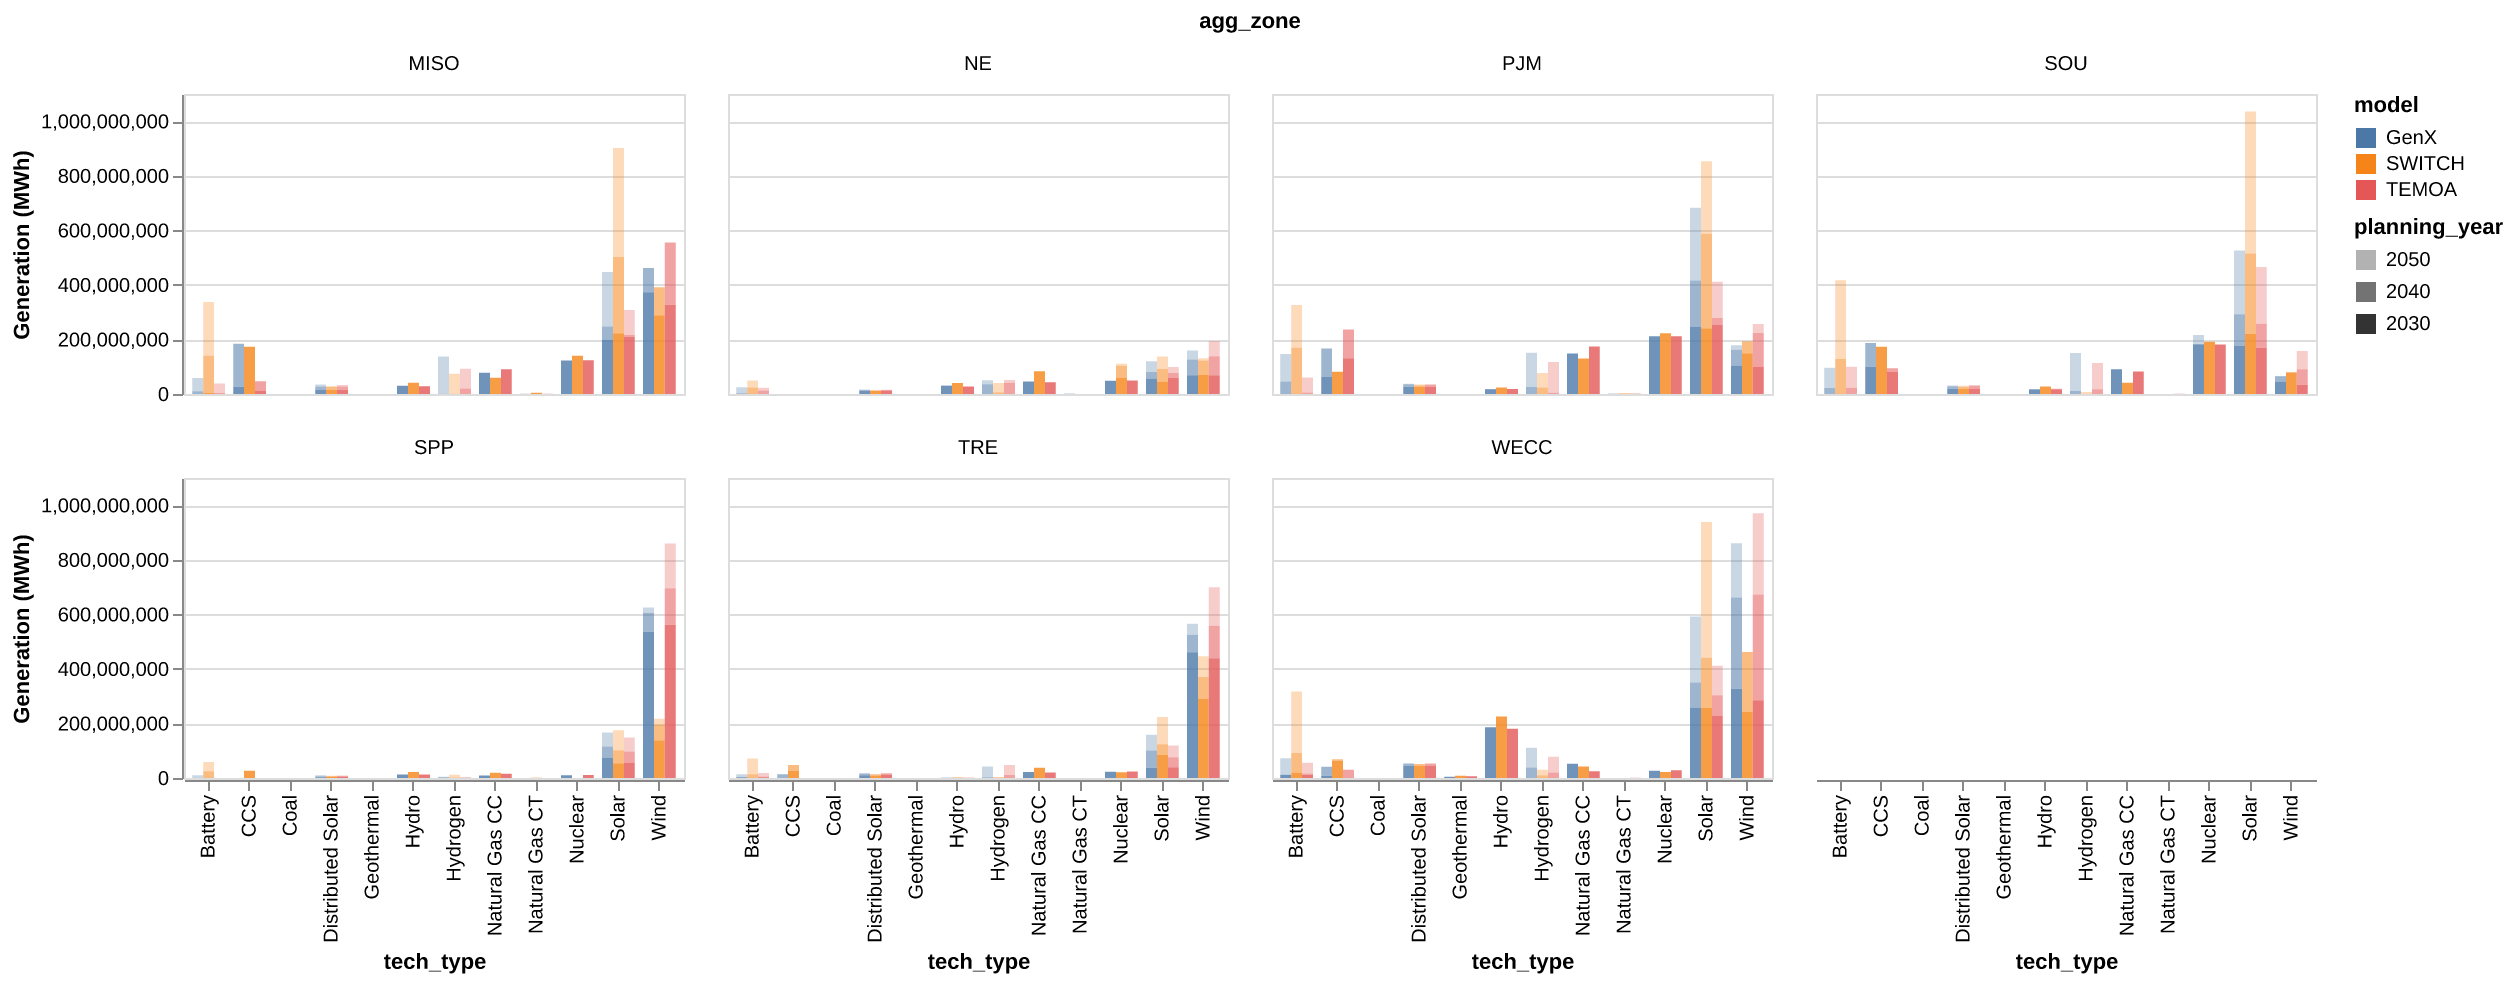 agg_zone
MISO
NE
PJM
SOU
Generation (MWh)
1,000,000,000
800,000,000
600,000,000
400,000,000
200,000,000
0
model
GenX
SWITCH
TEMOA
planning_year
2050
2040
2030
SPP
TRE
WECC
Generation (MWh)
1,000,000,000
800,000,000
600,000,000
400,000,000
200,000,000
0
Battery
CCS
Coal
Distributed Solar
Geothermal
Hydro
Hydrogen
Natural Gas CC
Natural Gas CT
Nuclear
Solar
Wind
tech_type
Battery
CCS
Coal
Distributed Solar
Geothermal
Hydro
Hydrogen
Natural Gas CC
Natural Gas CT
Nuclear
Solar
Wind
tech_type
Battery
CCS
Coal
Distributed Solar
Geothermal
Hydro
Hydrogen
Natural Gas CC
Natural Gas CT
Nuclear
Solar
Wind
tech_type
Battery
CCS
Coal
Distributed Solar
Geothermal
Hydro
Hydrogen
Natural Gas CC
Natural Gas CT
Nuclear
Solar
Wind
tech_type